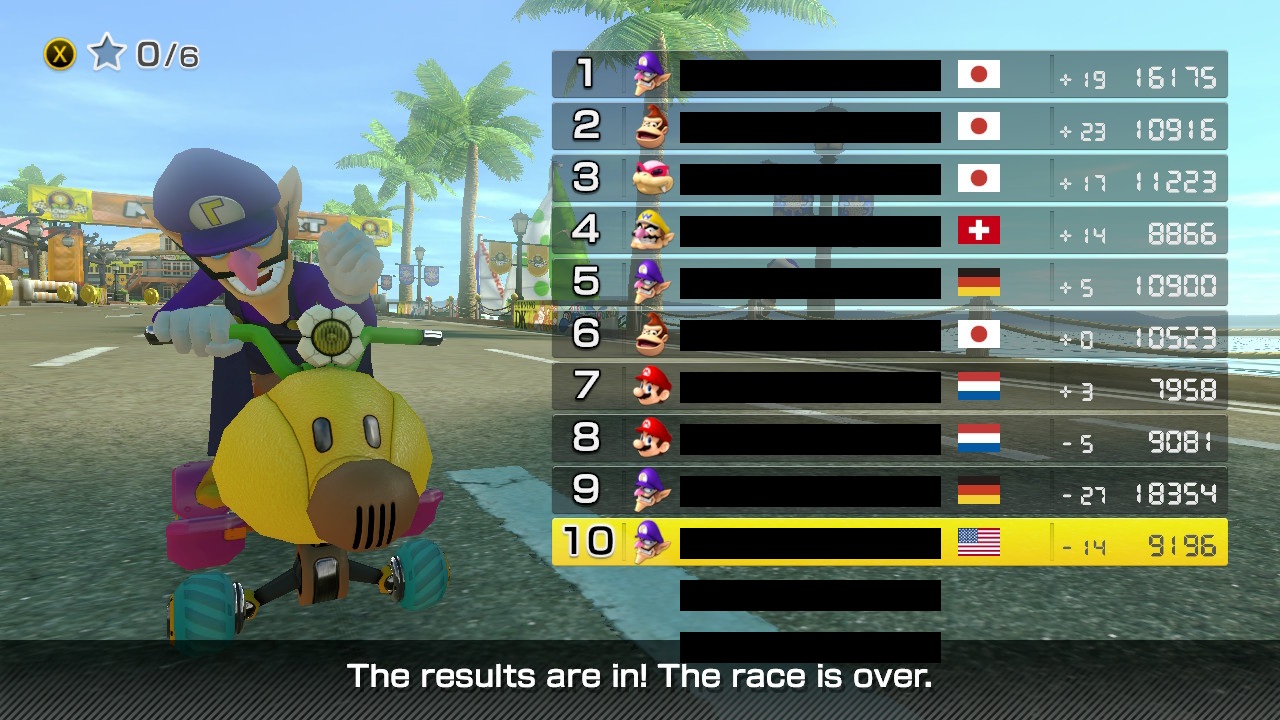 X 0/6
1 +19 16175
2 +23 10916
3 +17 11223
4 +14 8866
5 +5 10900
6 +0 10523
7 +3 7958
8 -5 9081
9 -27 18354
10 -14 9196
The results are in! The race is over.